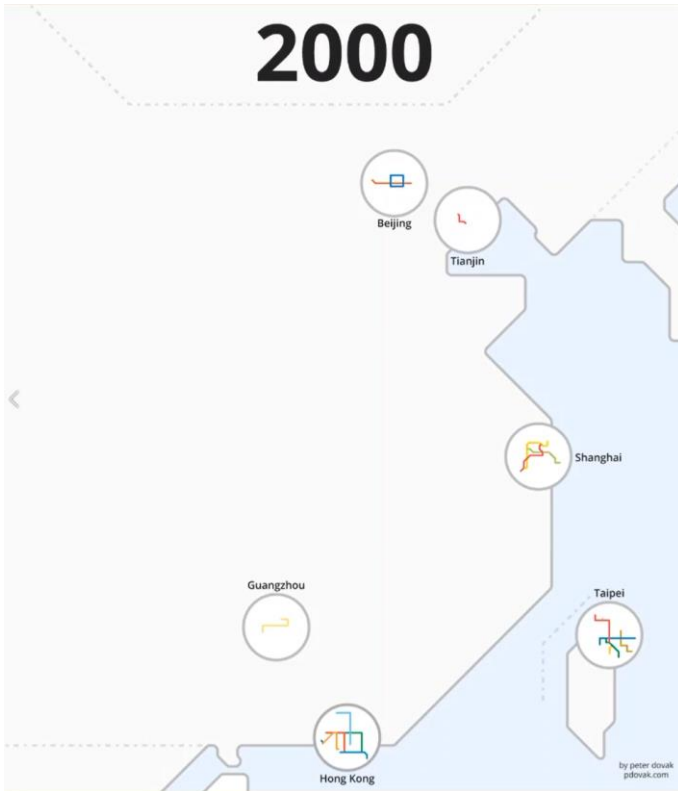 2000
Beijing
Tianjin
Shanghai
Guangzhou
Taipei
by peter dovak
pdovak.com
Hong Kong